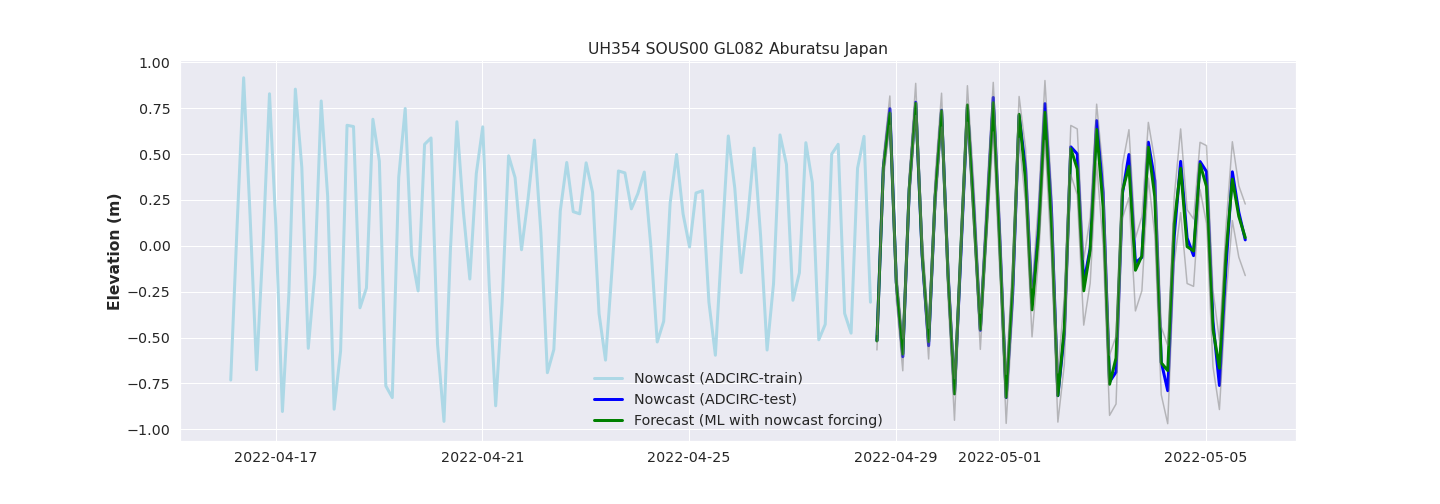 UH354 SOUS00 GL082 Aburatsu Japan
1.00
0.75
0.50
0.25
0.00
−0.25
−0.50
−0.75
−1.00
Elevation (m)
Nowcast (ADCIRC-train)
Nowcast (ADCIRC-test)
Forecast (ML with nowcast forcing)
2022-04-17 2022-04-21 2022-04-25 2022-04-29 2022-05-01 2022-05-05